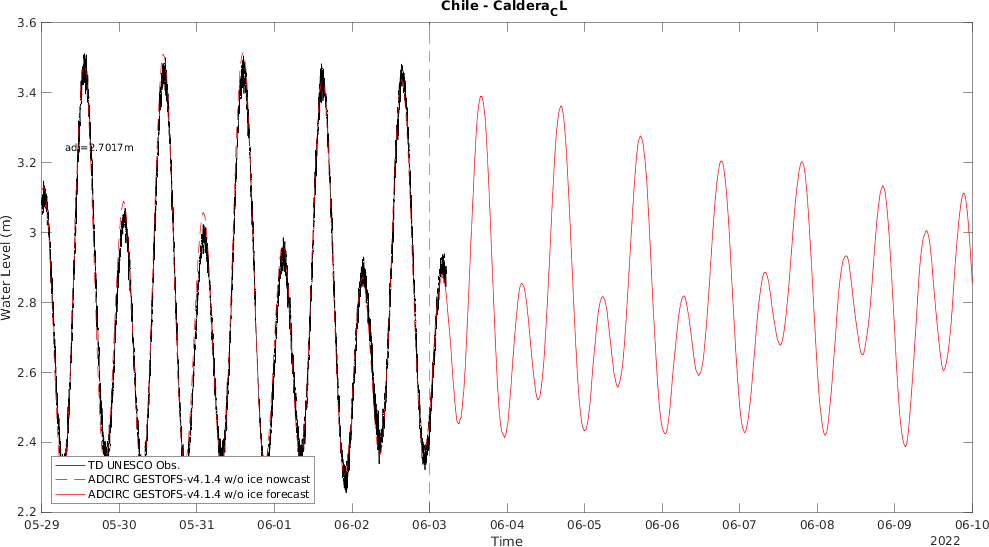 Chile - CalderaCL
3.6
3.4
3.2
3
2.8
2.6
2.4
2.2
Water Level (m)
adj=2.7017m
TD UNESCO Obs.
ADCIRC GESTOFS-v4.1.4 w/o ice nowcast
ADCIRC GESTOFS-v4.1.4 w/o ice forecast
05-29 05-30 05-31 06-01 06-02 06-03 06-04 06-05 06-06 06-07 06-08 06-09 06-10
Time
2022